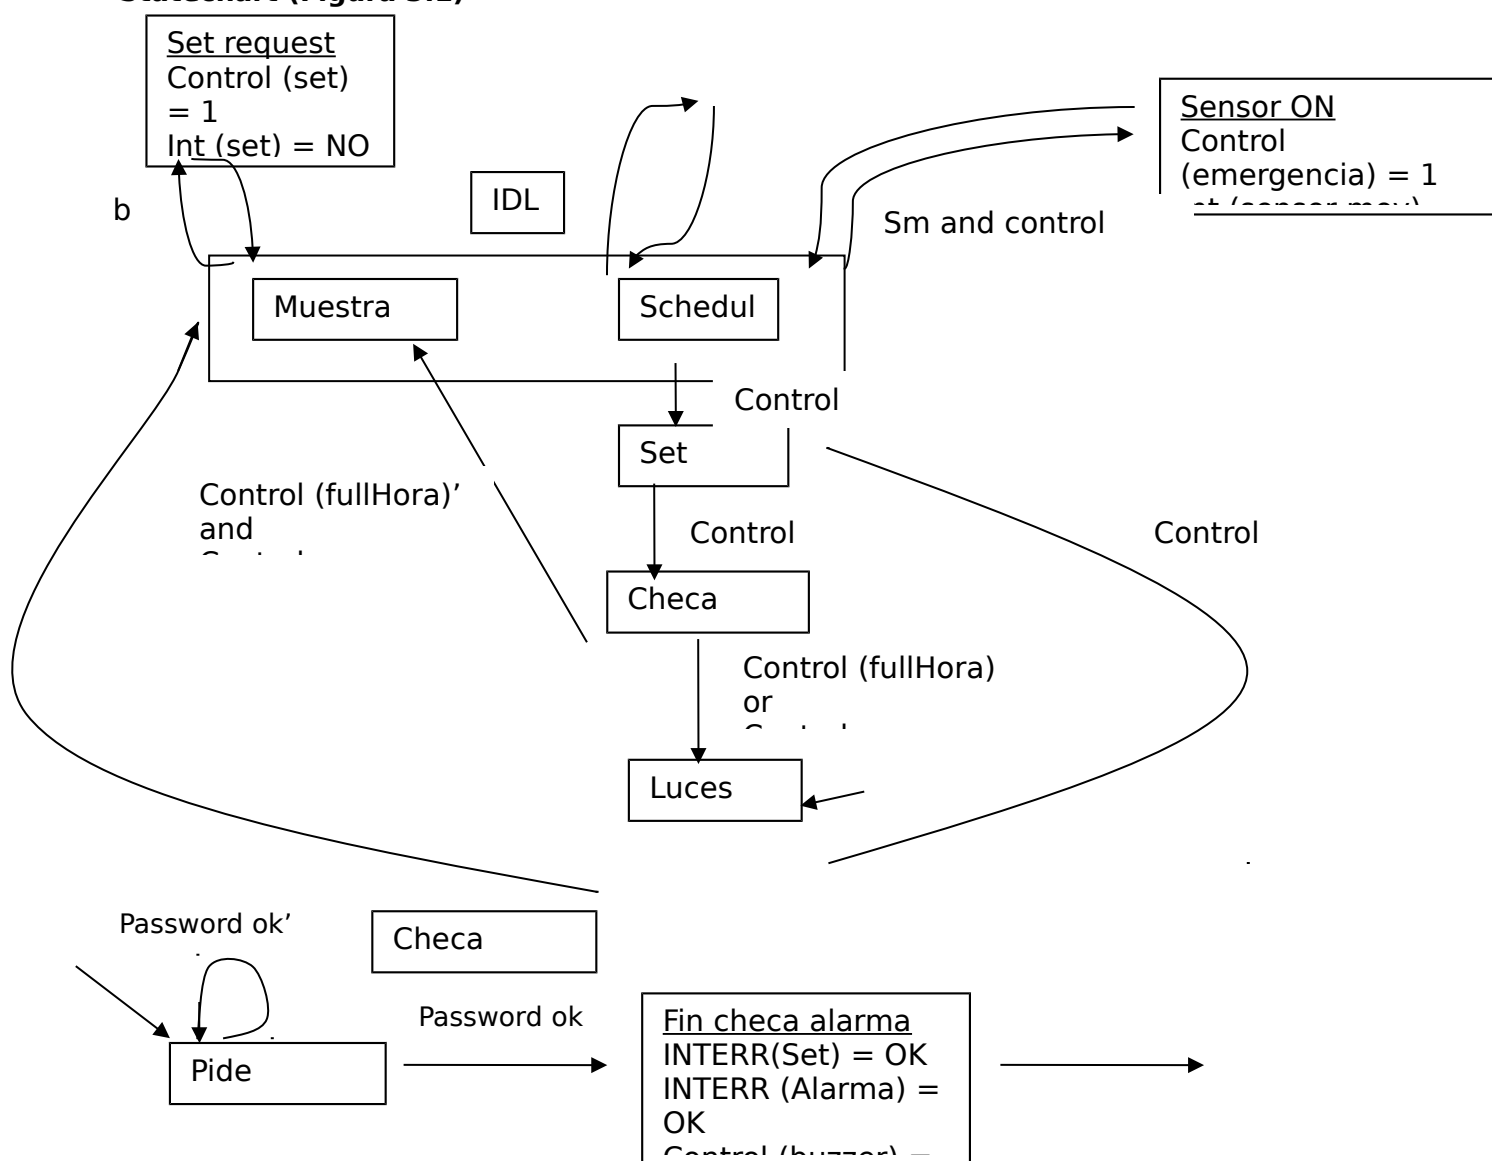 Set request
Control (set)
= 1
Int (set) = NO
Sensor ON
Control
(emergencia) = 1
b
IDL
Sm and control
Muestra
Schedul
Control
Set
Control (fullHora)’
and
Control
Control
Checa
Control (fullHora)
or
Luces
Password ok’
Checa
Password ok
Fin checa alarma
INTERR(Set) = OK
INTERR (Alarma) =
OK
Control (buzzer) =
Pide